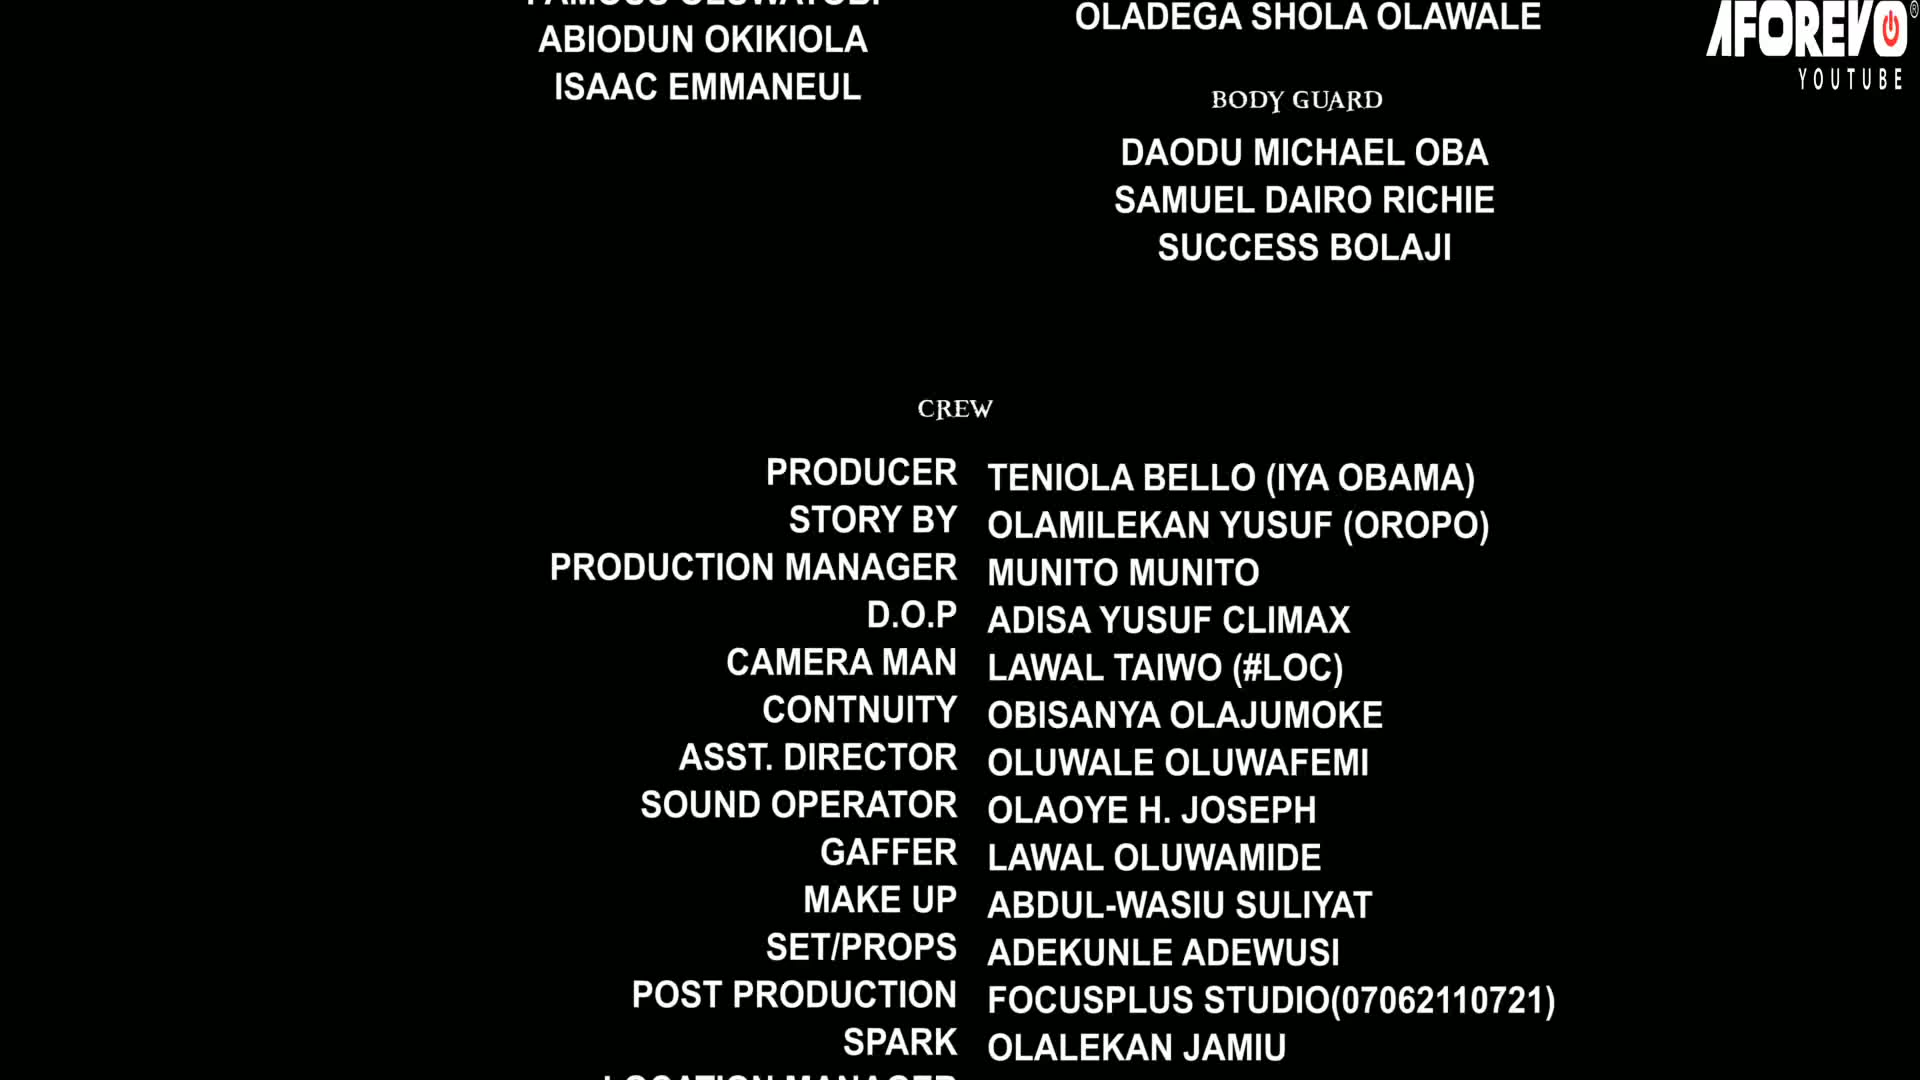 ABIODUN OKIKIOLA
ISAAC EMMANEUL
OLADEGA SHOLA OLAWALE
BODY GUARD
DAODU MICHAEL OBA
SAMUEL DAIRO RICHIE
SUCCESS BOLAJI
AFOREVO®
YOUTUBE
CREW
PRODUCER TENIOLA BELLO (IYA OBAMA)
STORY BY OLAMILEKAN YUSUF (OROPO)
PRODUCTION MANAGER MUNITO MUNITO
D.O.P ADISA YUSUF CLIMAX
CAMERA MAN LAWAL TAIWO (#LOC)
CONTNUITY OBISANYA OLAJUMOKE
ASST. DIRECTOR OLUWALE OLUWAFEMI
SOUND OPERATOR OLAOYE H. JOSEPH
GAFFER LAWAL OLUWAMIDE
MAKE UP ABDUL-WASIU SULIYAT
SET/PROPS ADEKUNLE ADEWUSI
POST PRODUCTION FOCUSPLUS STUDIO(07062110721)
SPARK OLALEKAN JAMIU